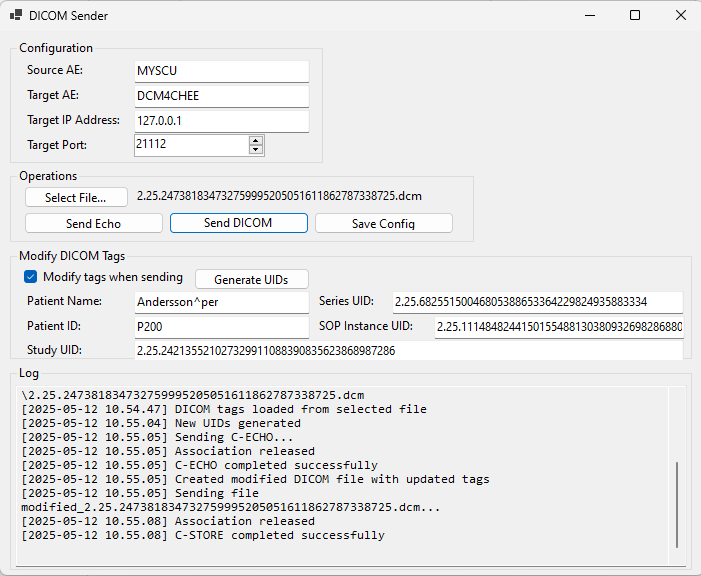 DICOM Sender
Configuration
Source AE: MYSCU
Target AE: DCM4CHEE
Target IP Address: 127.0.0.1
Target Port: 21112
Operations
Select File... 2.25.247381834732759995205051611862787338725.dcm
Send Echo Send DICOM Save Config
Modify DICOM Tags
Modify tags when sending Generate UIDs
Patient Name: Andersson^per Series UID: 2.25.68255150046805388653364229824935883334
Patient ID: P200 SOP Instance UID: 2.25.1114848244150155488130380932698286880
Study UID: 2.25.242135521027329911088390835623868987286
Log
\2.25.247381834732759995205051611862787338725.dcm
[2025-05-12 10.54.47] DICOM tags loaded from selected file
[2025-05-12 10.55.04] New UIDs generated
[2025-05-12 10.55.05] Sending C-ECHO...
[2025-05-12 10.55.05] Association released
[2025-05-12 10.55.05] C-ECHO completed successfully
[2025-05-12 10.55.05] Created modified DICOM file with updated tags
[2025-05-12 10.55.05] Sending file
modified_2.25.247381834732759995205051611862787338725.dcm...
[2025-05-12 10.55.08] Association released
[2025-05-12 10.55.08] C-STORE completed successfully